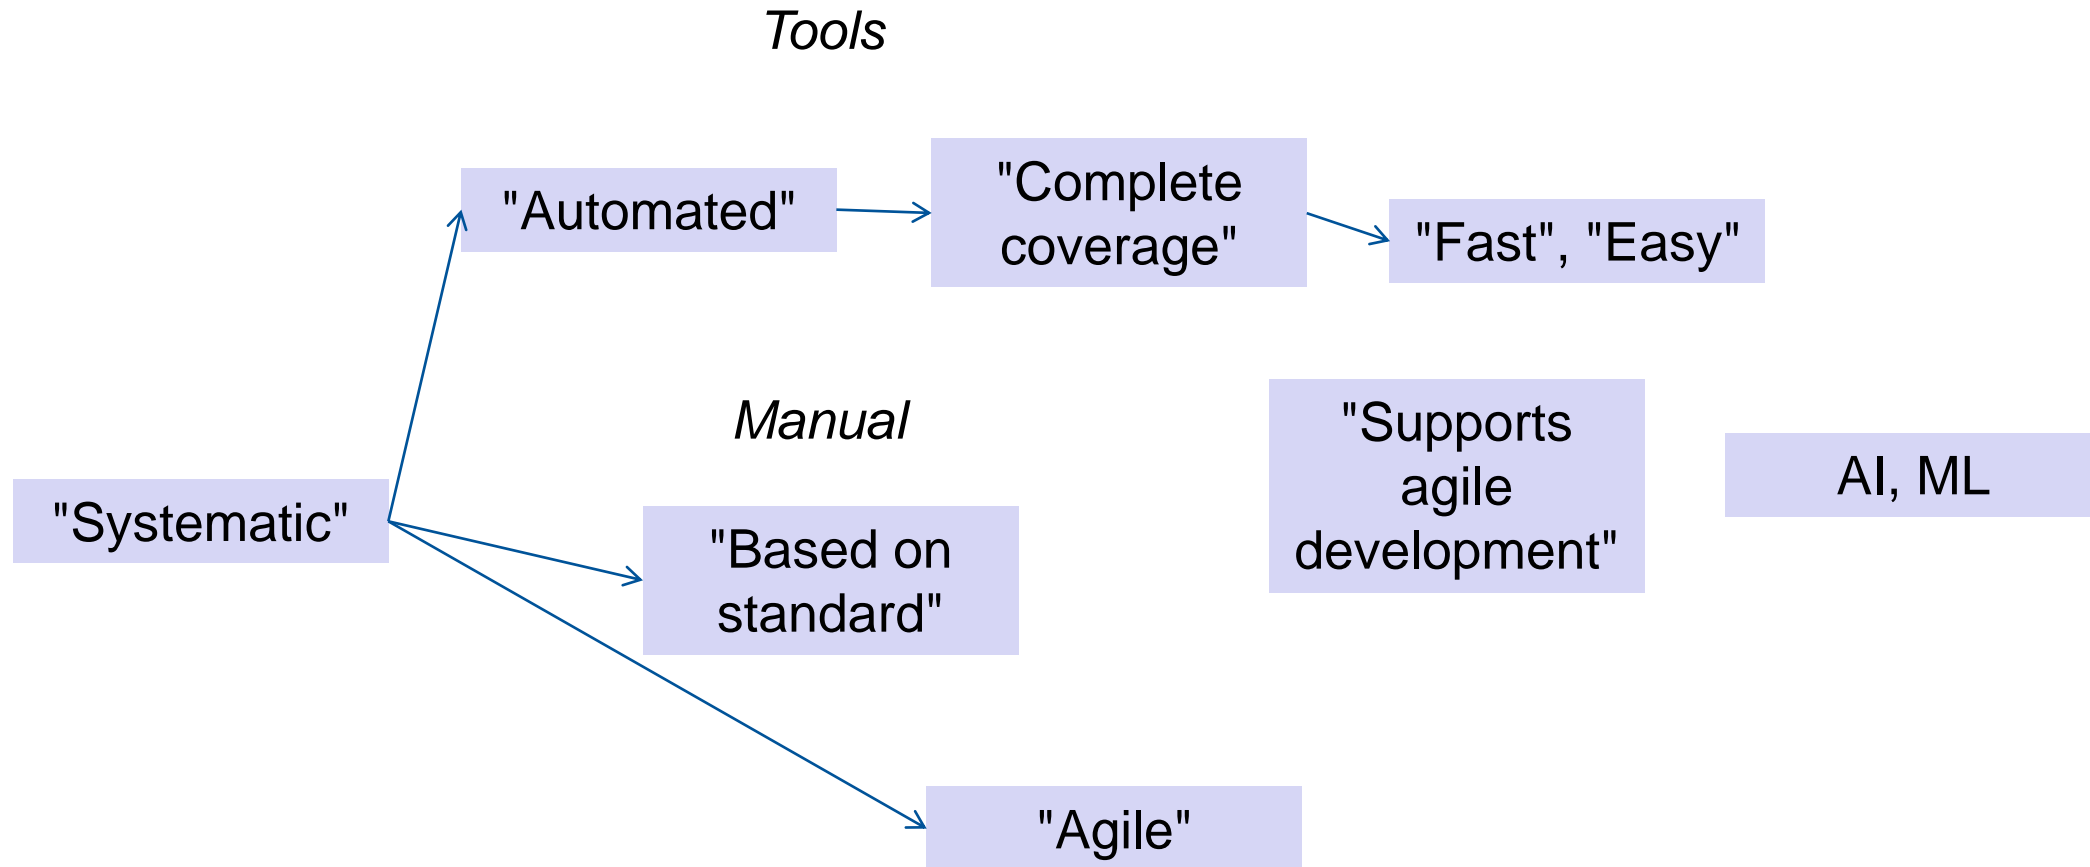 Tools
"Automated"
"Complete
coverage"
"Fast", "Easy"
Manual
"Supports
agile
development"
AI, ML
"Systematic"
"Based on
standard"
"Agile"